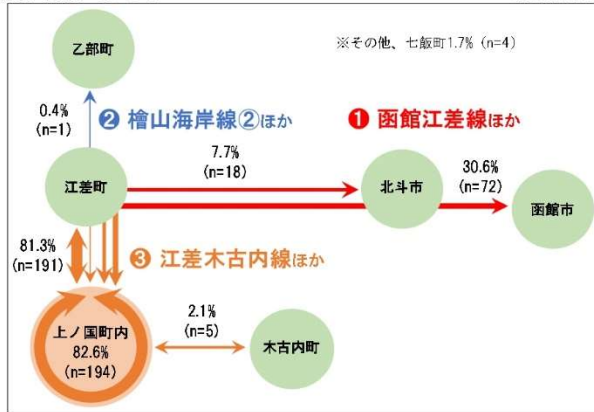 乙部町
※その他、七飯町1.7% (n=4)
0.4%
(n=1)
❷ 檜山海岸線②ほか
❶ 函館江差線ほか
7.7%
(n=18)
30.6%
(n=72)
江差町
北斗市
函館市
81.3%
(n=191)
❸ 江差木古内線ほか
上ノ国町内
82.6%
(n=194)
2.1%
(n=5)
木古内町